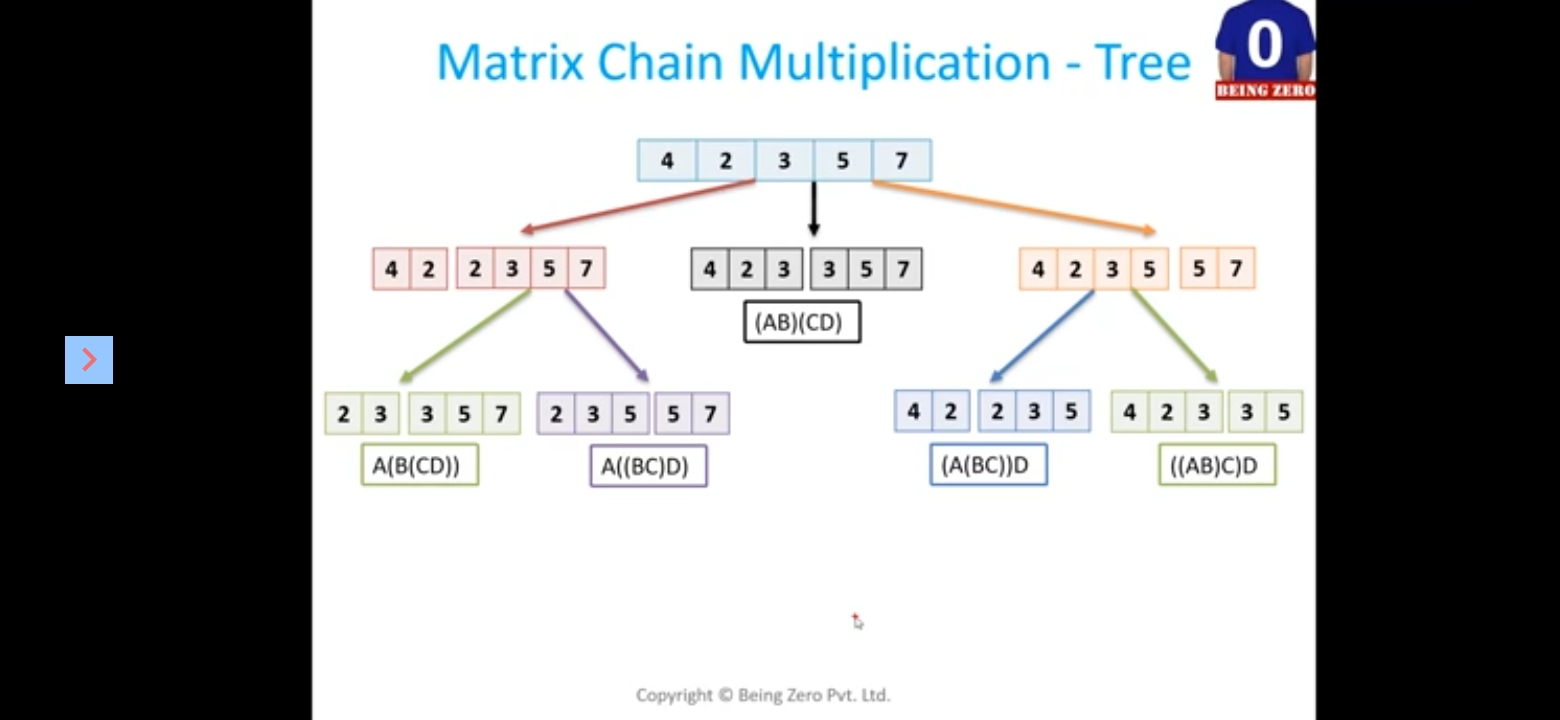 Matrix Chain Multiplication - Tree
0
BEING ZERO
4 2 3 5 7
4 2 2 3 5 7 4 2 3 3 5 7 4 2 3 5 5 7
(AB)(CD)
2 3 3 5 7 2 3 5 5 7 4 2 2 3 5 4 2 3 3 5
A(B(CD)) A((BC)D) (A(BC))D ((AB)C)D
Copyright © Being Zero Pvt. Ltd.